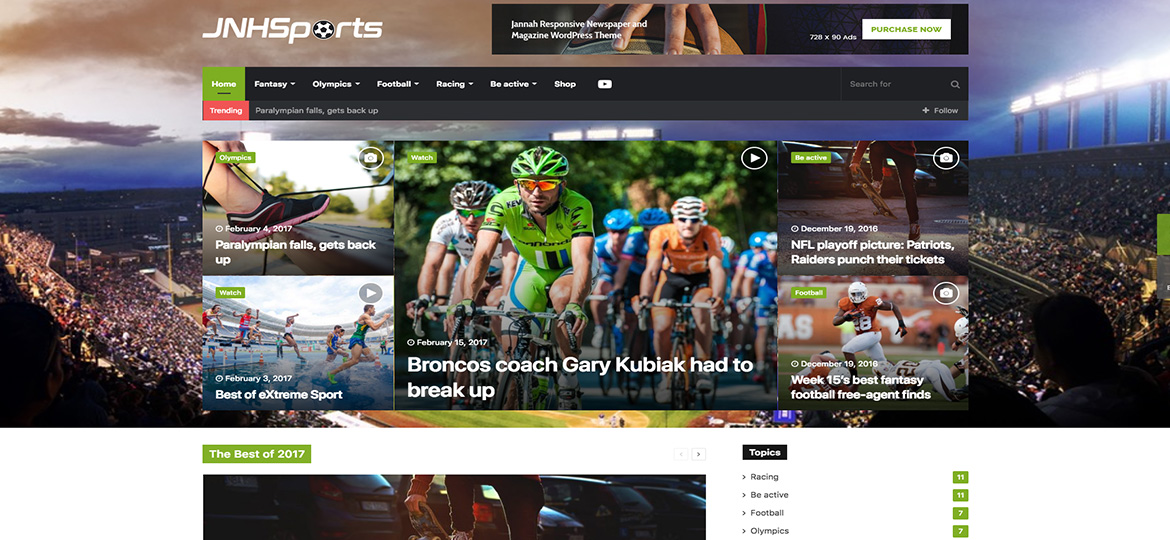 JNHSports
Jannah Responsive Newspaper and
Magazine WordPress Theme
728 x 90 Ads
PURCHASE NOW
Home
Fantasy
Olympics
Football
Racing
Be active
Shop
Search for
Trending
Paralympian falls, gets back up
+ Follow
Olympics
February 4, 2017
Paralympian falls, gets back
up
Watch
February 3, 2017
Best of eXtreme Sport
Watch
cannondale
February 15, 2017
Broncos coach Gary Kubiak had to
break up
Be active
December 19, 2016
NFL playoff picture: Patriots,
Raiders punch their tickets
Football
TEXAS
28
December 19, 2016
Week 15's best fantasy
football free-agent finds
The Best of 2017
Topics
Racing 11
Be active 11
Football 7
Olympics 7